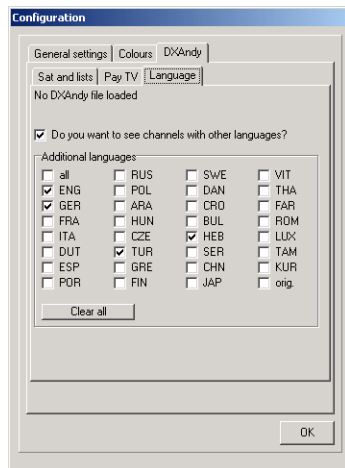 Configuration
General settings Colours DXAndy
Sat and lists Pay TV Language
No DXAndy file loaded
Do you want to see channels with other languages?
Additional languages
all RUS SWE VIT
ENG POL DAN THA
GER ARA CRO FAR
FRA HUN BUL ROM
ITA CZE HEB LUX
DUT TUR SER TAM
ESP GRE CHN KUR
POR FIN JAP orig.
Clear all
OK